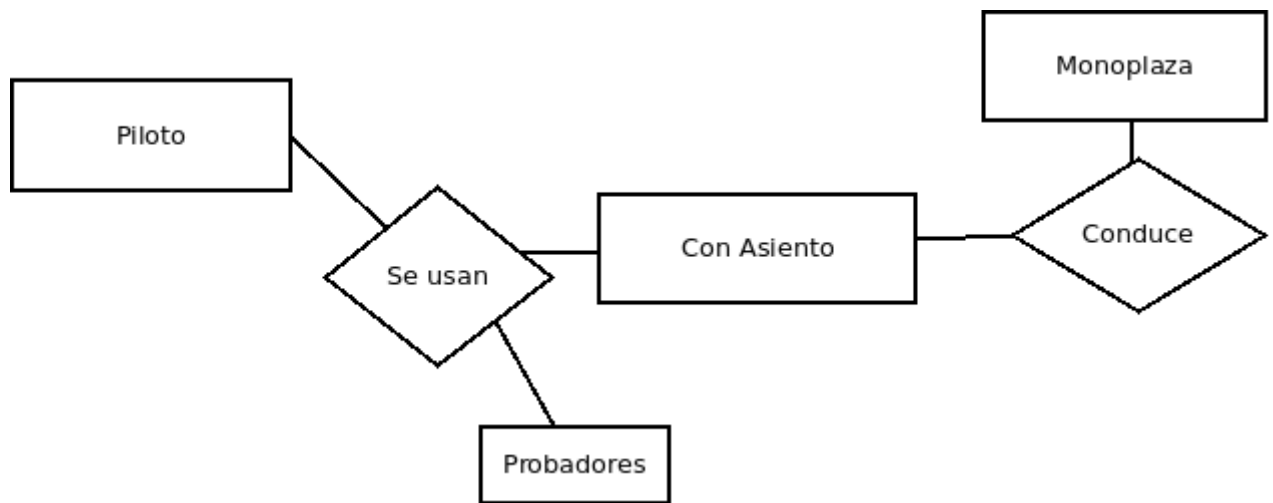 Monoplaza
Piloto
Conduce
Con Asiento
Se usan
Probadores